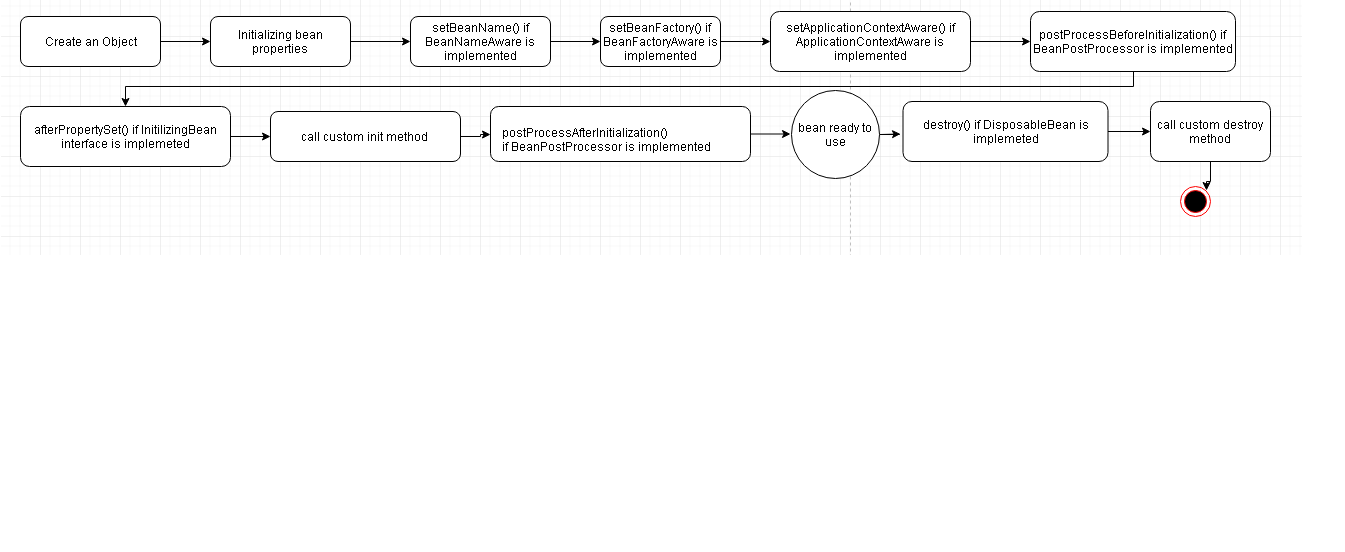 Create an Object
Initializing bean
properties
setBeanName() if
BeanNameAware is
implemented
setBeanFactory() if
BeanFactoryAware is
implemented
setApplicationContextAware() if
ApplicationContextAware is
implemented
postProcessBeforeInitialization() if
BeanPostProcessor is implemented
afterPropertySet() if InitilizingBean
interface is implemeted
call custom init method
postProcessAfterInitialization()
if BeanPostProcessor is implemented
bean ready to
use
destroy() if DisposableBean is
implemeted
call custom destroy
method